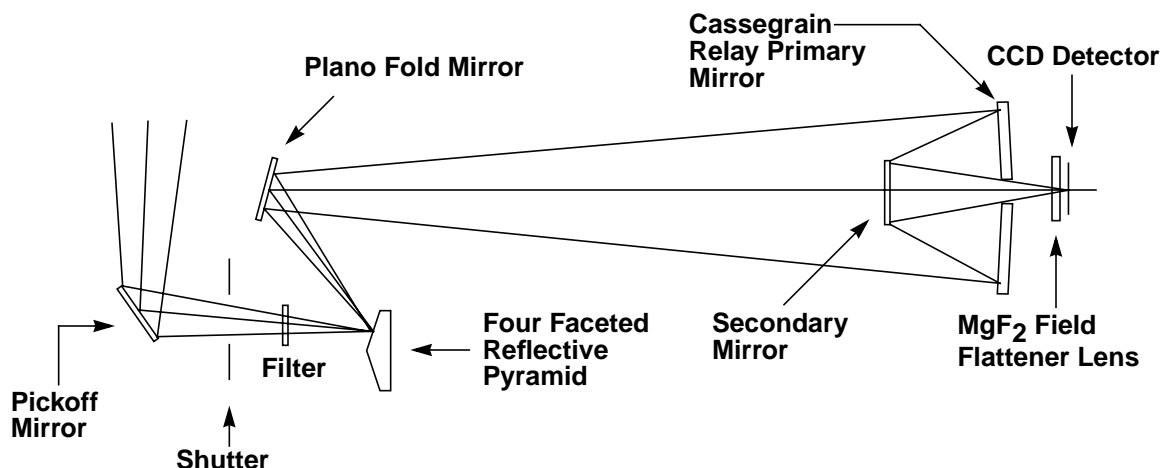 Cassegrain
Relay Primary
Mirror
Plano Fold Mirror
CCD Detector
Four Faceted
Reflective
Pyramid
Secondary
Mirror
MgF2 Field
Flattener Lens
Filter
Pickoff
Mirror
Shutter